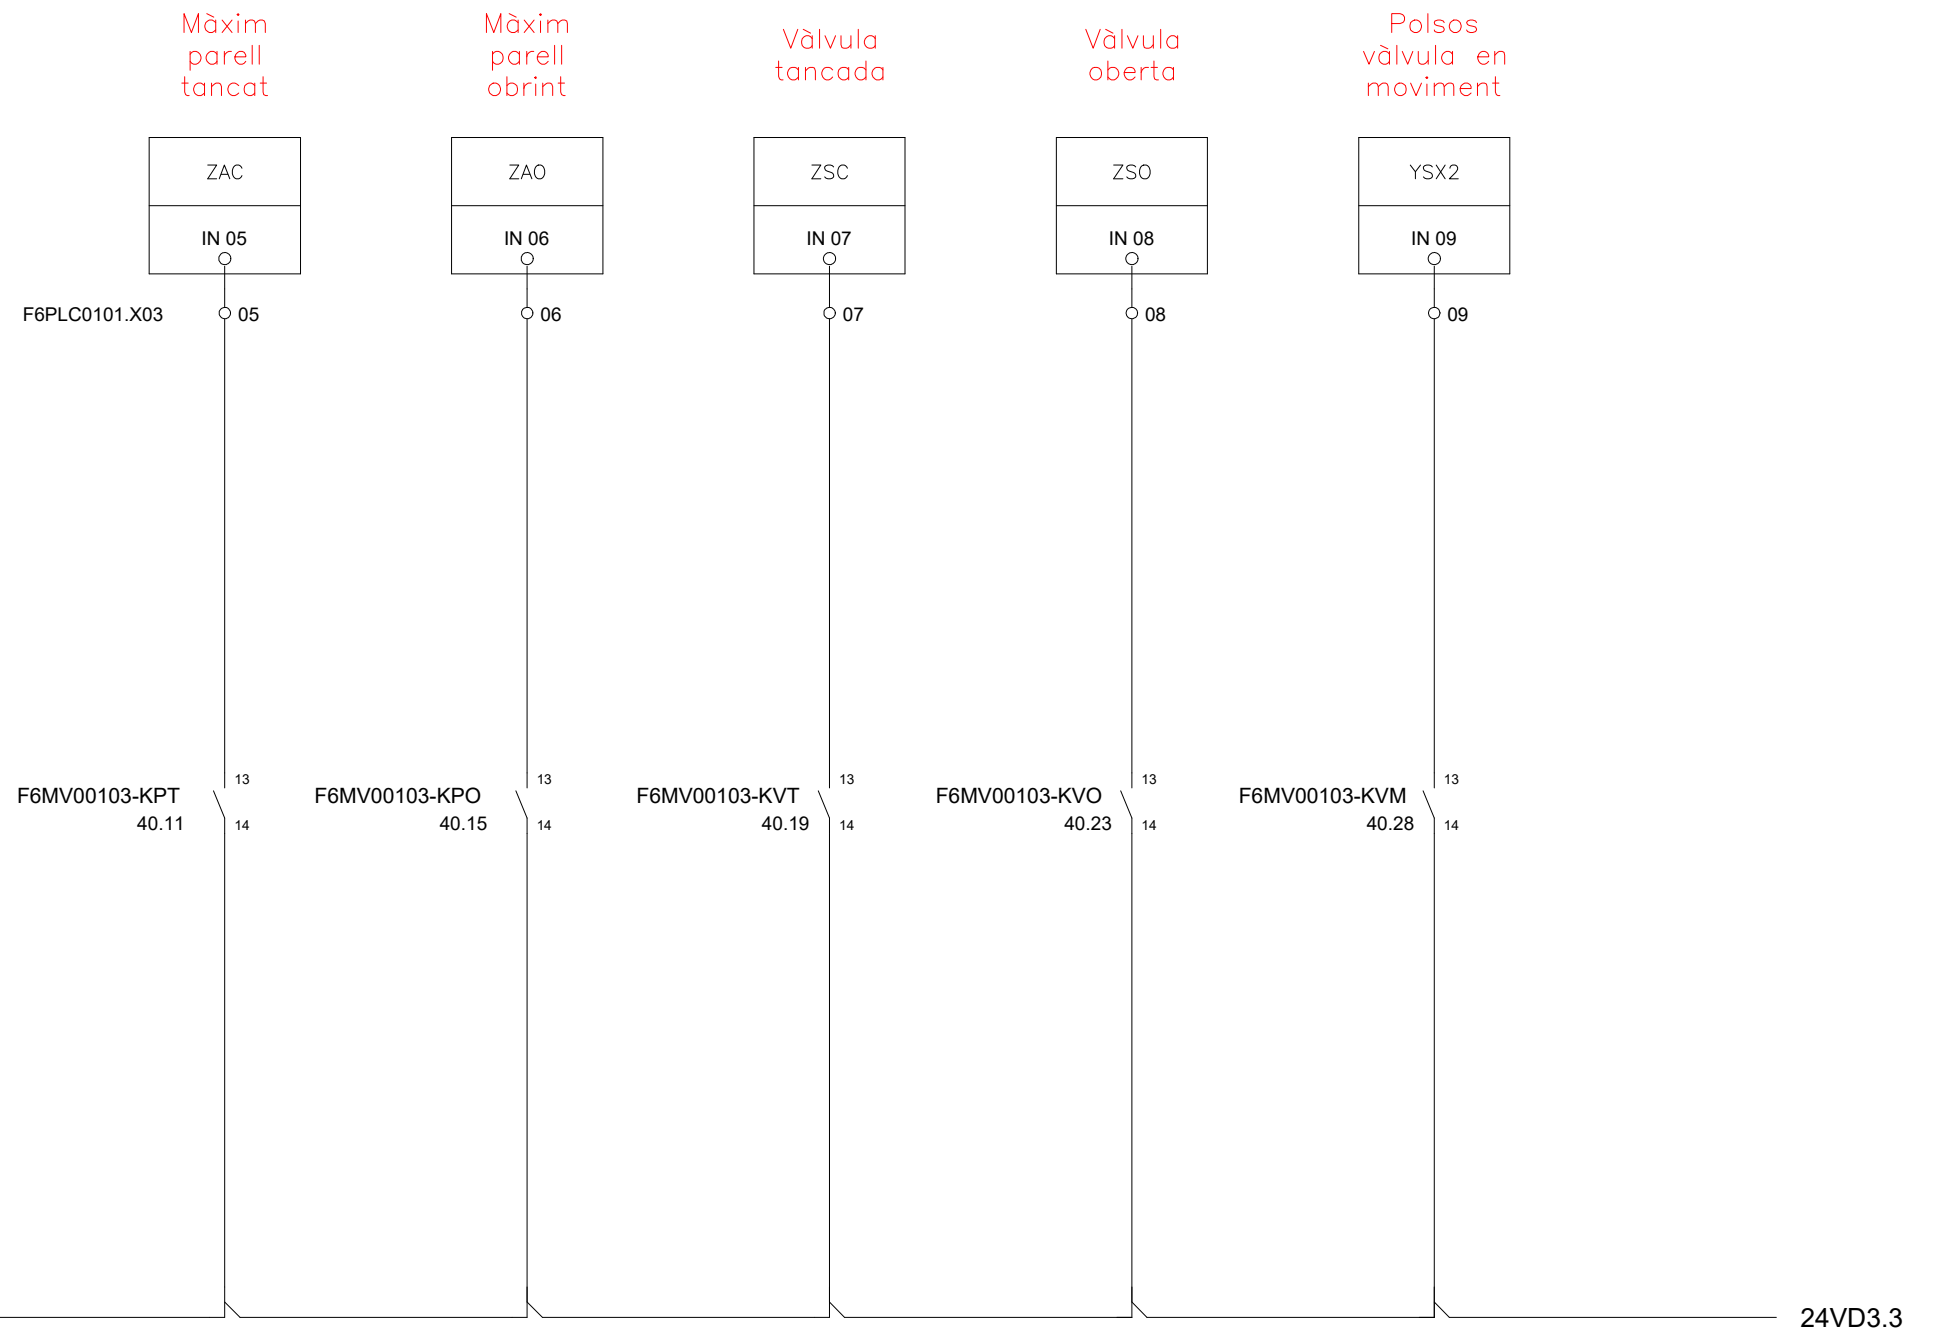 Màxim
parell
tancat
Màxim
parell
obrint
Vàlvula
tancada
Vàlvula
oberta
Polsos
vàlvula en
moviment
ZAC
ZAO
ZSC
ZSO
YSX2
IN 05
IN 06
IN 07
IN 08
IN 09
F6PLC0101.X03
05
06
07
08
09
F6MV00103-KPT
40.11
13
14
F6MV00103-KPO
40.15
13
14
F6MV00103-KVT
40.19
13
14
F6MV00103-KVO
40.23
13
14
F6MV00103-KVM
40.28
13
14
24VD3.3